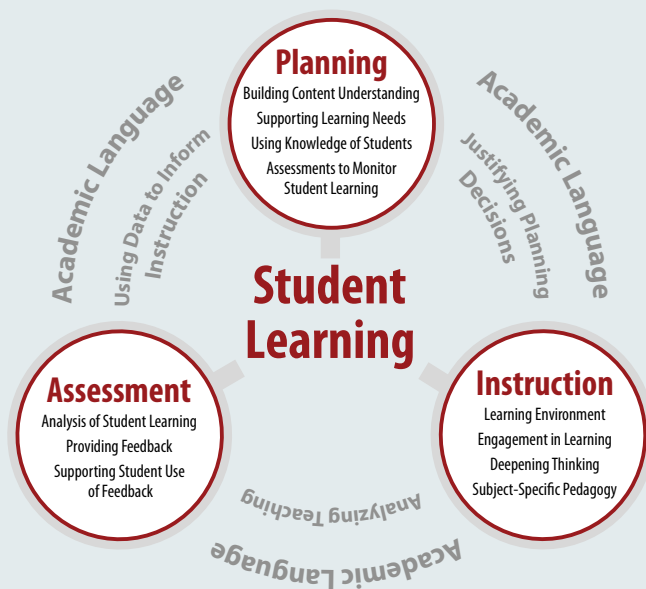 Planning
Building Content Understanding
Supporting Learning Needs
Using Knowledge of Students
Assessments to Monitor
Student Learning
Academic Language
Using Data to Inform
Instruction
Academic Language
Justifying Planning
Decisions
Student
Learning
Assessment
Analysis of Student Learning
Providing Feedback
Supporting Student Use
of Feedback
Instruction
Learning Environment
Engagement in Learning
Deepening Thinking
Subject-Specific Pedagogy
Analyzing Teaching
Academic Language